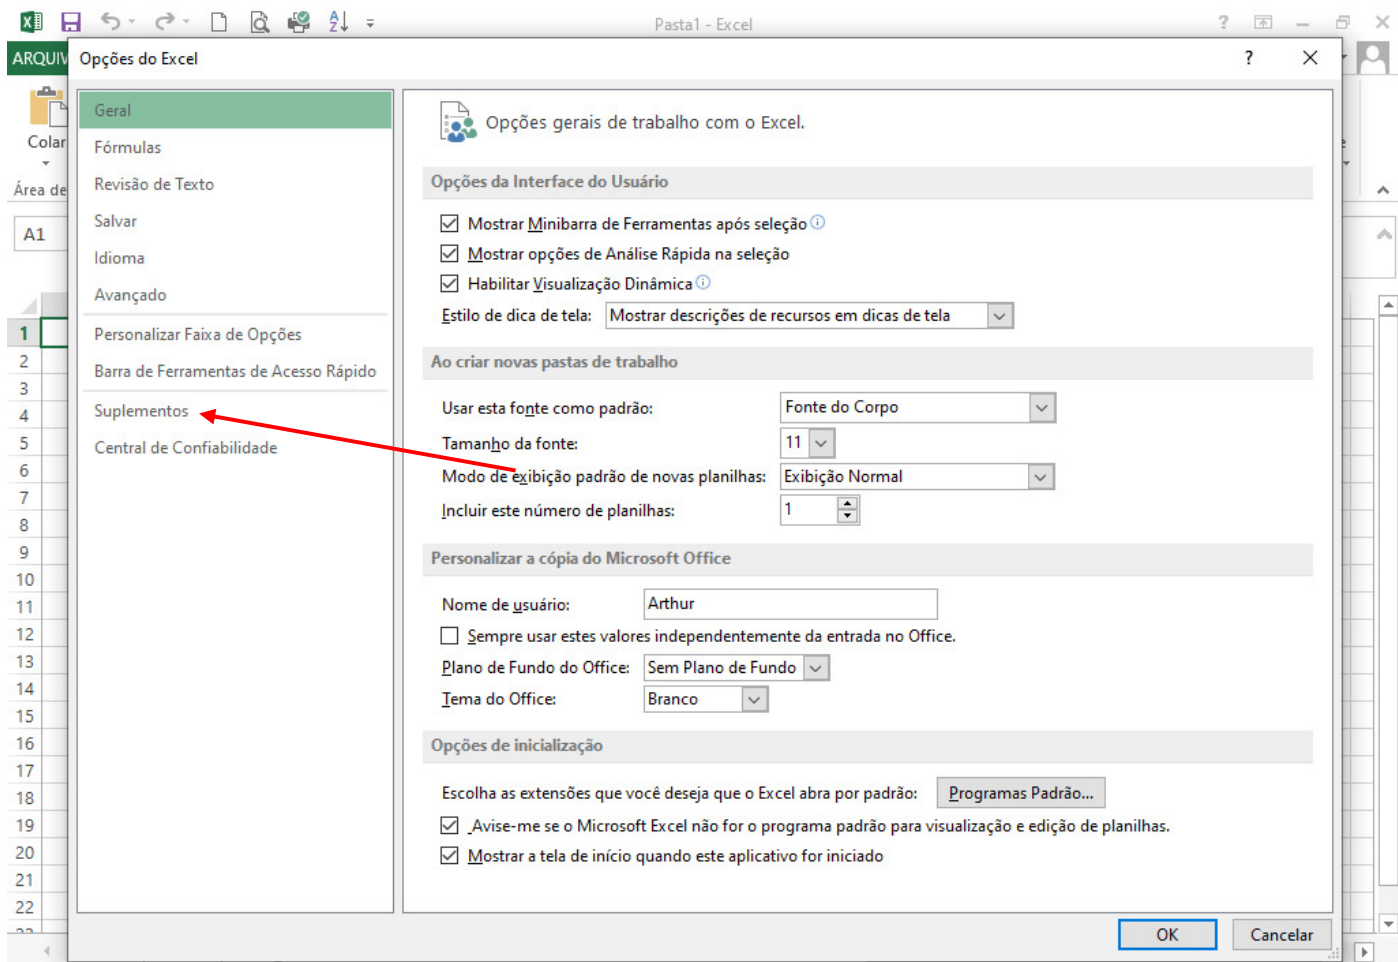 Pasta1 - Excel
?
ARQUIV
Opções do Excel
?
Colar
Área de
A1
1
2
3
4
5
6
7
8
9
10
11
12
13
14
15
16
17
18
19
20
21
22
Geral
Fórmulas
Revisão de Texto
Salvar
Idioma
Avançado
Personalizar Faixa de Opções
Barra de Ferramentas de Acesso Rápido
Suplementos
Central de Confiabilidade
Opções gerais de trabalho com o Excel.
Opções da Interface do Usuário
Mostrar Minibarra de Ferramentas após seleção
Mostrar opções de Análise Rápida na seleção
Habilitar Visualização Dinâmica
Estilo de dica de tela: Mostrar descrições de recursos em dicas de tela
Ao criar novas pastas de trabalho
Usar esta fonte como padrão: Fonte do Corpo
Tamanho da fonte: 11
Modo de exibição padrão de novas planilhas: Exibição Normal
Incluir este número de planilhas: 1
Personalizar a cópia do Microsoft Office
Nome de usuário: Arthur
Sempre usar estes valores independentemente da entrada no Office.
Plano de Fundo do Office: Sem Plano de Fundo
Tema do Office: Branco
Opções de inicialização
Escolha as extensões que você deseja que o Excel abra por padrão: Programas Padrão...
Avise-me se o Microsoft Excel não for o programa padrão para visualização e edição de planilhas.
Mostrar a tela de início quando este aplicativo for iniciado
OK
Cancelar